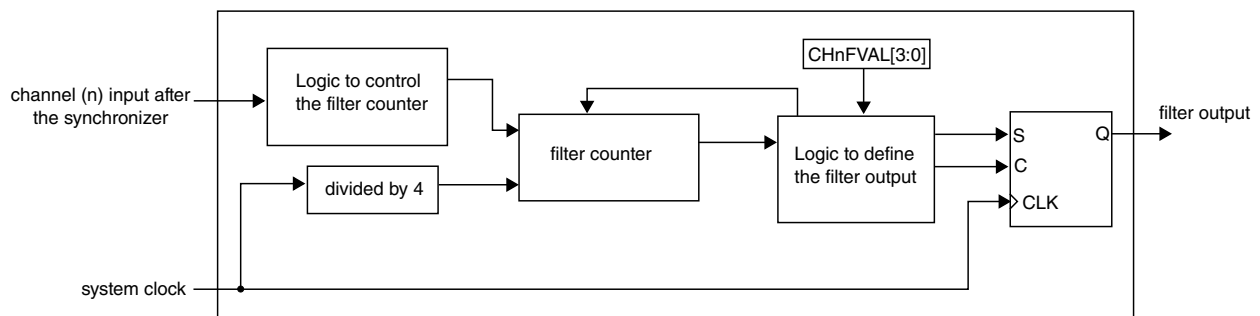 channel (n) input after
the synchronizer
Logic to control
the filter counter
divided by 4
filter counter
CHnFVAL[3:0]
Logic to define
the filter output
S
C
CLK
Q
filter output
system clock